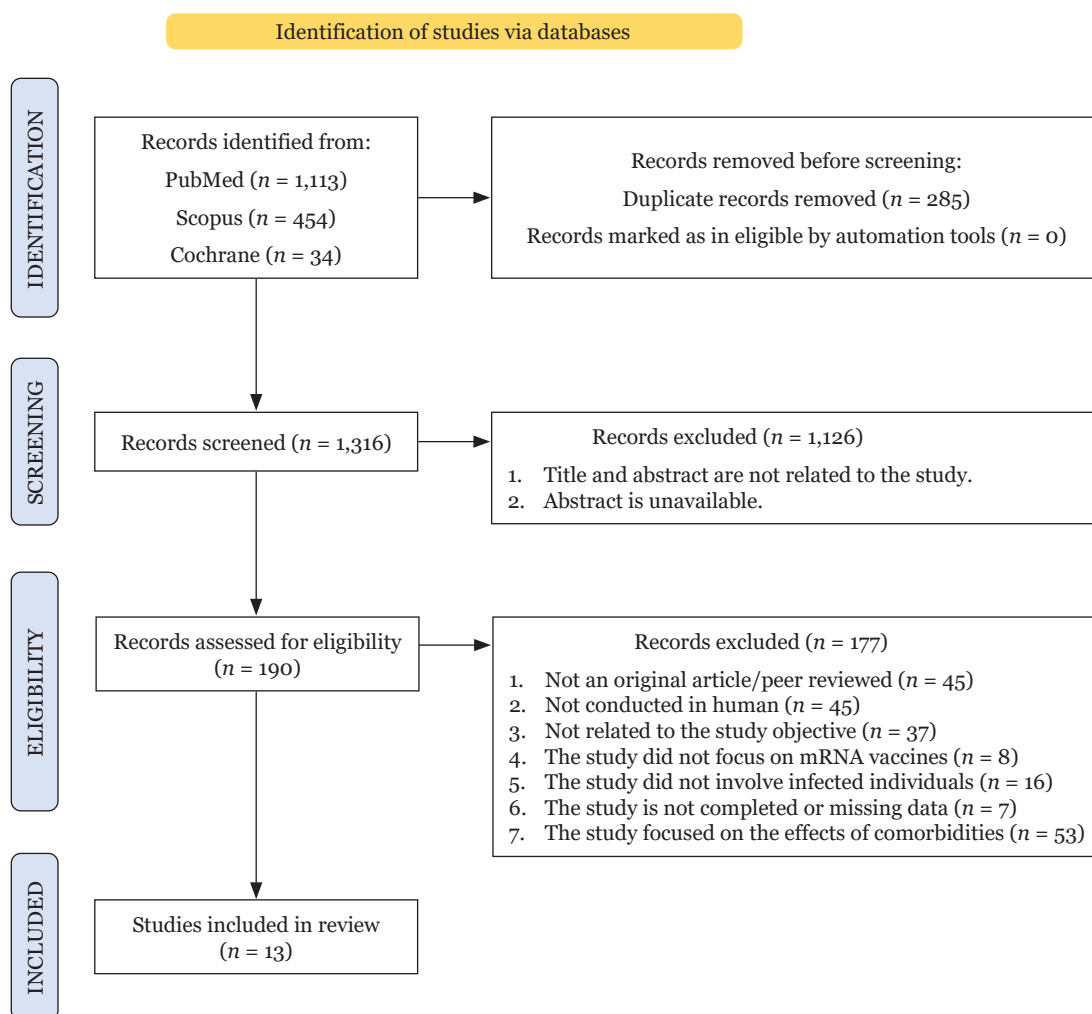 Identification of studies via databases
IDENTIFICATION
Records identified from:
PubMed (n = 1,113)
Scopus (n = 454)
Cochrane (n = 34)
Records removed before screening:
Duplicate records removed (n = 285)
Records marked as in eligible by automation tools (n = 0)
SCREENING
Records screened (n = 1,316)
Records excluded (n = 1,126)
1. Title and abstract are not related to the study.
2. Abstract is unavailable.
ELIGIBILITY
Records assessed for eligibility
(n = 190)
Records excluded (n = 177)
1. Not an original article/peer reviewed (n = 45)
2. Not conducted in human (n = 45)
3. Not related to the study objective (n = 37)
4. The study did not focus on mRNA vaccines (n = 8)
5. The study did not involve infected individuals (n = 16)
6. The study is not completed or missing data (n = 7)
7. The study focused on the effects of comorbidities (n = 53)
INCLUDED
Studies included in review
(n = 13)